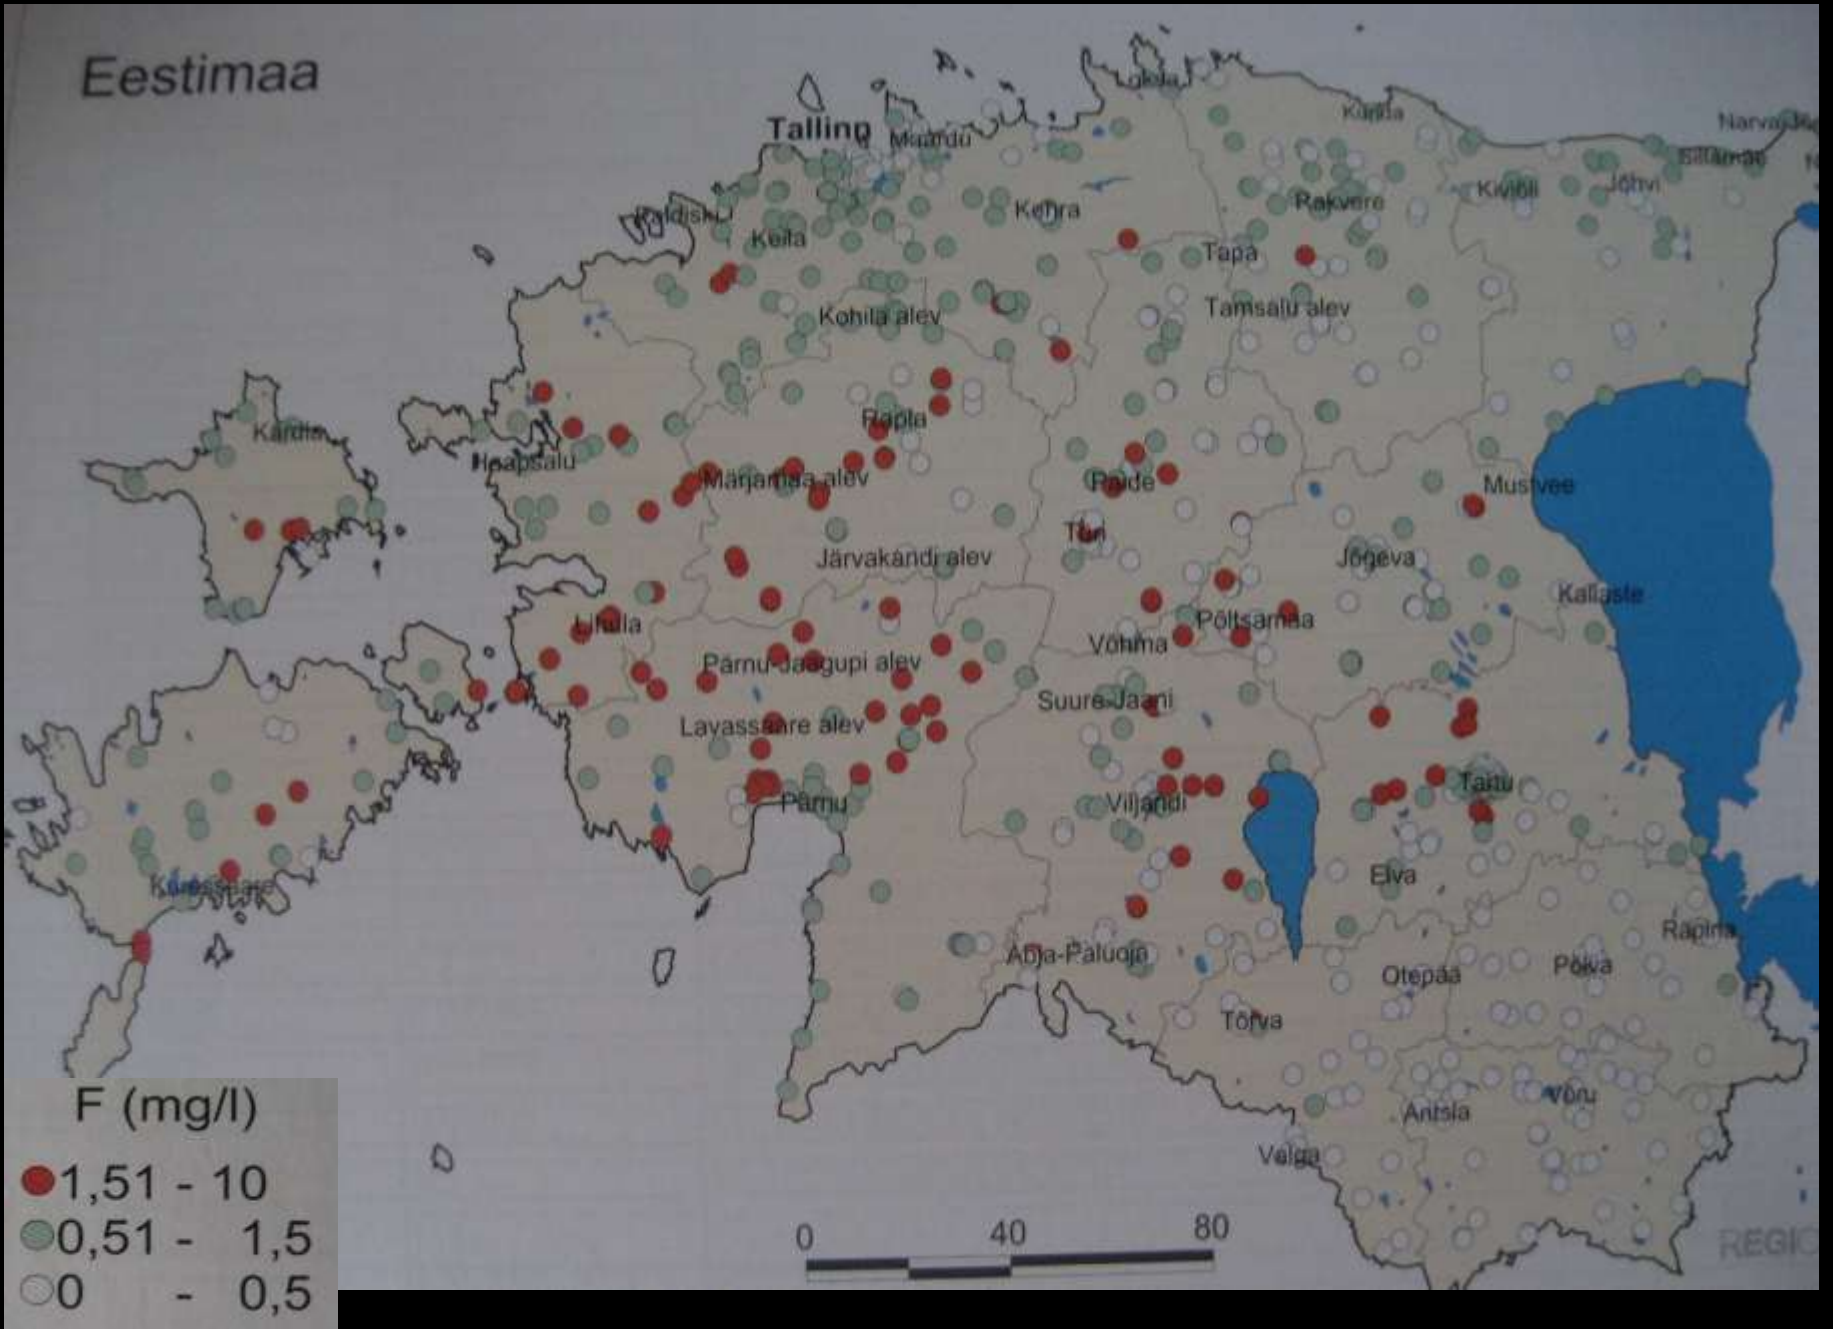 Eestimaa
Loksa
Kunda
Tallinn
Maardu
Narva-Jõe
Sillamäe
Kiviõli
Jõhvi
Paldiski
Kehra
Rakvere
Keila
Tapa
Kohila alev
Tamsalu alev
Rapla
Kärdla
Haapsalu
Märjamaa alev
Paide
Mustvee
Türi
Järvakandi alev
Jõgeva
Kallaste
Lihula
Põltsamaa
Võhma
Pärnu-Jaagupi alev
Suure-Jaani
Lavassaare alev
Tartu
Pärnu
Viljandi
Elva
Kuressaare
Räpina
Abja-Paluoja
Otepää
Põlva
Tõrva
Võru
Antsla
Valga
F (mg/l)
1,51 - 10
0,51 - 1,5
0 - 0,5
0 40 80
REGIO